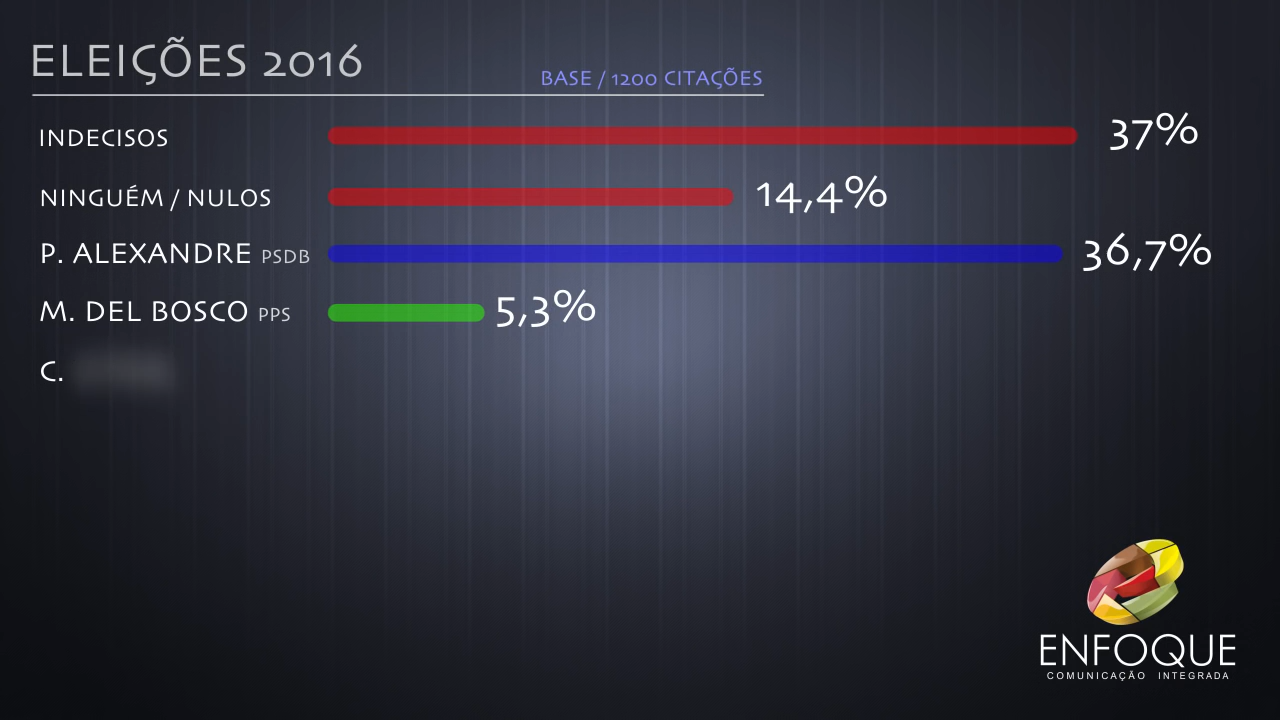 ELEIÇÕES 2016
BASE / 1200 CITAÇÕES
INDECISOS 37%
NINGUÉM / NULOS 14,4%
P. ALEXANDRE PSDB 36,7%
M. DEL BOSCO PPS 5,3%
C.
ENFOQUE
COMUNICAÇÃO INTEGRADA